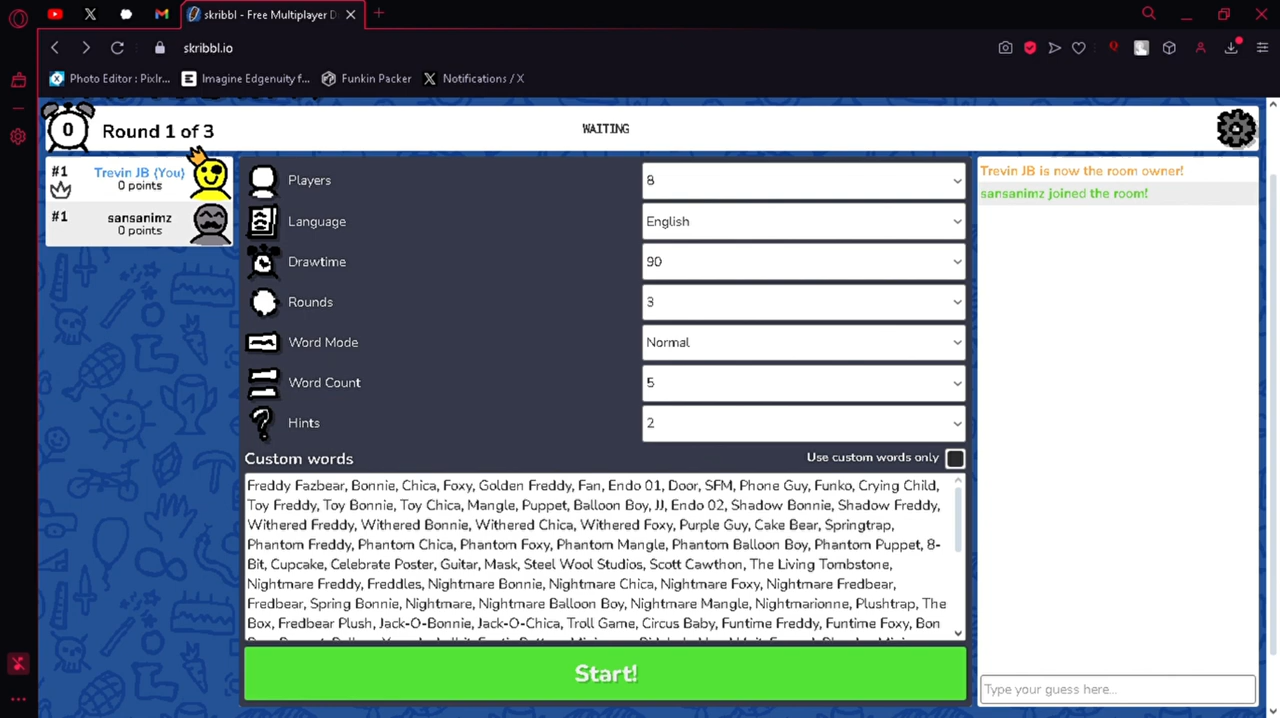 skribbl - Free Multiplayer D
skribbl.io
Photo Editor : Pixlr...
Imagine Edgenuity f...
Funkin Packer
Notifications / X
0
Round 1 of 3
WAITING
#1
Trevin JB (You)
0 points
#1
sansanimz
0 points
Players
8
Language
English
Drawtime
90
Rounds
3
Word Mode
Normal
Word Count
5
Hints
2
Custom words
Use custom words only
Freddy Fazbear, Bonnie, Chica, Foxy, Golden Freddy, Fan, Endo 01, Door, SFM, Phone Guy, Funko, Crying Child,
Toy Freddy, Toy Bonnie, Toy Chica, Mangle, Puppet, Balloon Boy, JJ, Endo 02, Shadow Bonnie, Shadow Freddy,
Withered Freddy, Withered Bonnie, Withered Chica, Withered Foxy, Purple Guy, Cake Bear, Springtrap,
Phantom Freddy, Phantom Chica, Phantom Foxy, Phantom Mangle, Phantom Balloon Boy, Phantom Puppet, 8-
Bit, Cupcake, Celebrate Poster, Guitar, Mask, Steel Wool Studios, Scott Cawthon, The Living Tombstone,
Nightmare Freddy, Freddles, Nightmare Bonnie, Nightmare Chica, Nightmare Foxy, Nightmare Fredbear,
Fredbear, Spring Bonnie, Nightmare, Nightmare Balloon Boy, Nightmare Mangle, Nightmarionne, Plushtrap, The
Box, Fredbear Plush, Jack-O-Bonnie, Jack-O-Chica, Troll Game, Circus Baby, Funtime Freddy, Funtime Foxy, Bon
Start!
Trevin JB is now the room owner!
sansanimz joined the room!
Type your guess here...